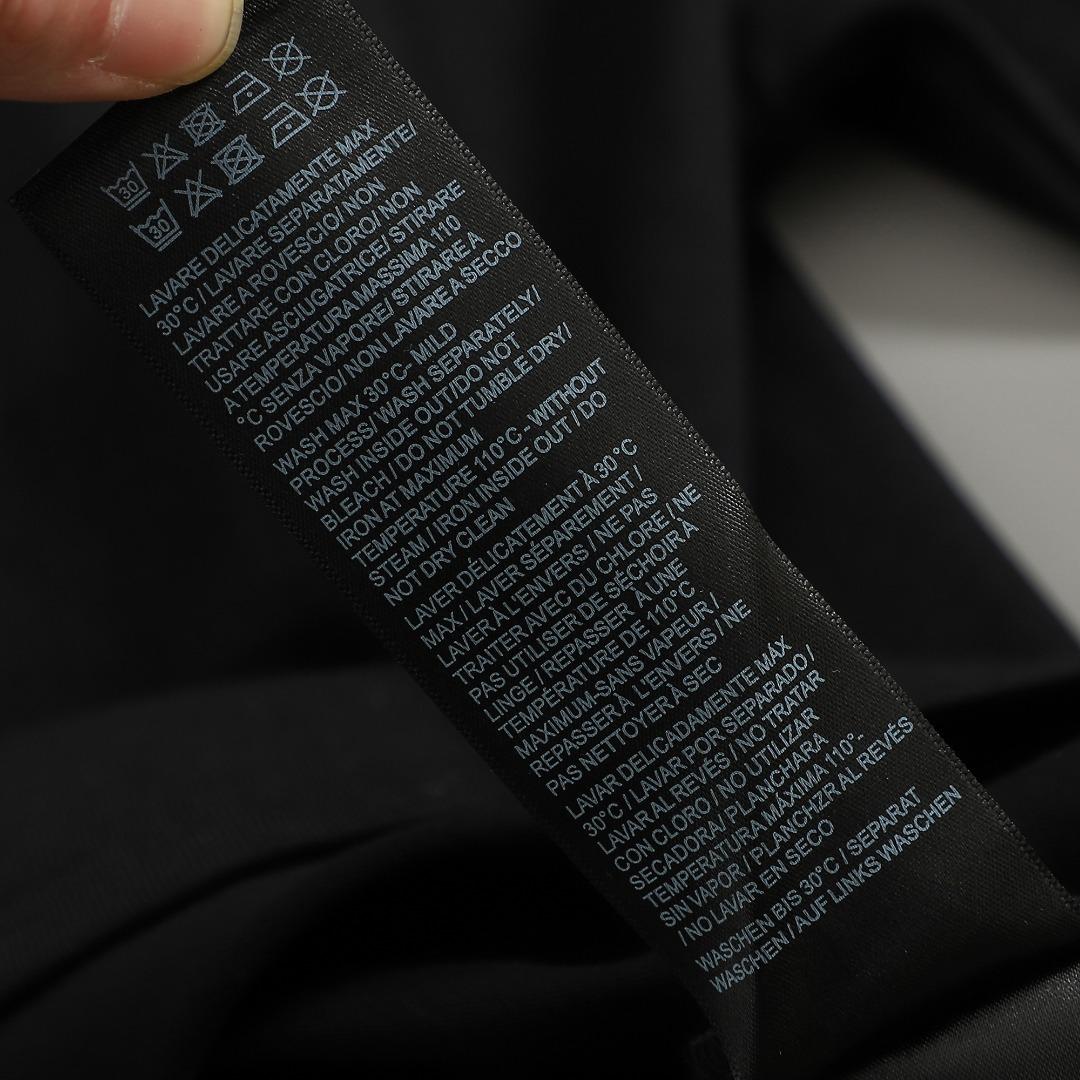 30
30
LAVARE DELICATAMENTE MAX
30°C / LAVARE SEPARATAMENTE/
LAVARE A ROVESCIO/ NON
TRATTARE CON CLORO/ NON
USARE ASCIUGATRICE/ STIRARE
A TEMPERATURA MASSIMA 110
°C SENZA VAPORE/ STIRARE A
ROVESCIO/ NON LAVARE A SECCO
WASH MAX 30°C- MILD
PROCESS/ WASH SEPARATELY/
WASH INSIDE OUT/DO NOT
BLEACH / DO NOT TUMBLE DRY/
IRON AT MAXIMUM
TEMPERATURE 110°C - WITHOUT
STEAM / IRON INSIDE OUT / DO
NOT DRY CLEAN
LAVER DÉLICATEMENT À 30°C
MAX / LAVER SÉPAREMENT /
LAVER À L'ENVERS / NE PAS
TRAITER AVEC DU CHLORE / NE
PAS UTILISER DE SÉCHOIR À
LINGE / REPASSER À UNE
TEMPÉRATURE DE 110°C
MAXIMUM SANS VAPEUR /
REPASSER À L'ENVERS / NE
PAS NETTOYER À SEC
LAVAR DELICADAMENTE MÁX
30°C / LAVAR POR SEPARADO /
LAVAR AL REVÉS / NO TRATAR
CON CLORO / NO UTILIZAR
SECADORA / PLANCHARA
TEMPERATURA MÁXIMA 110°-
SIN VAPOR / PLANCHZR AL REVÉS
/ NO LAVAR EN SECO
WASCHEN BIS 30°C / SEPARAT
WASCHEN / AUF LINKS WASCHEN